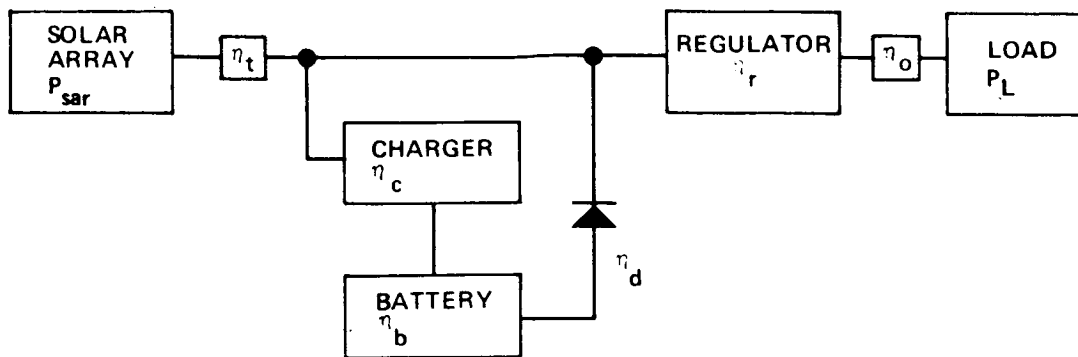 SOLAR
ARRAY
P_sar
η_t
REGULATOR
η_r
η_o
LOAD
P_L
CHARGER
η_c
BATTERY
η_b
η_d